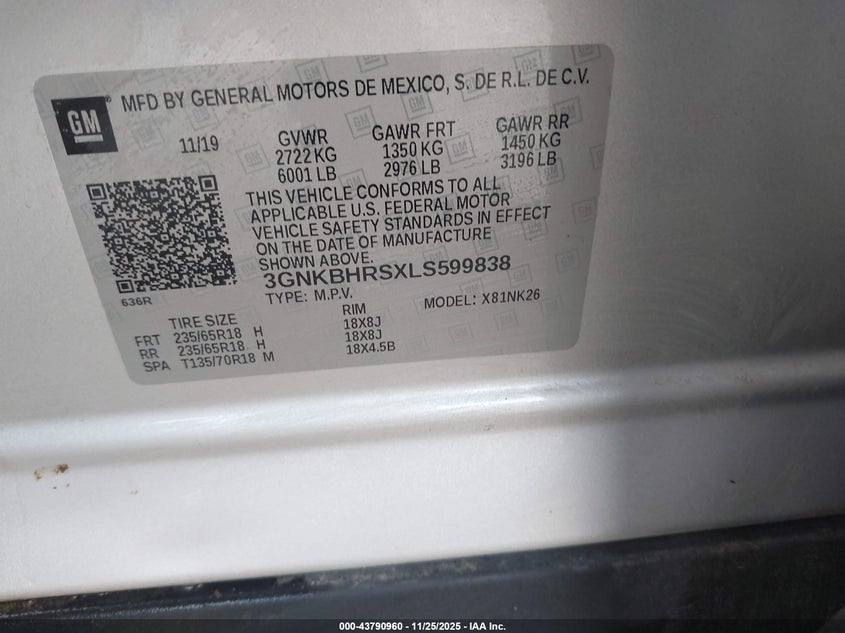 GM
MFD BY GENERAL MOTORS DE MEXICO, S. DE R.L. DE C.V.
11/19 GVWR GAWR FRT GAWR RR
2722 KG 1350 KG 1450 KG
6001 LB 2976 LB 3196 LB
THIS VEHICLE CONFORMS TO ALL
APPLICABLE U.S. FEDERAL MOTOR
VEHICLE SAFETY STANDARDS IN EFFECT
ON THE DATE OF MANUFACTURE
SHOWN ABOVE.
3GNKBHRSXLS599838
636R
TYPE: M.P.V. MODEL: X81NK26
TIRE SIZE RIM
FRT 235/65R18 H 18X8J
RR 235/65R18 H 18X8J
SPA T135/70R18 M 18X4.5B
000-43790960 - 11/25/2025 - IAA Inc.